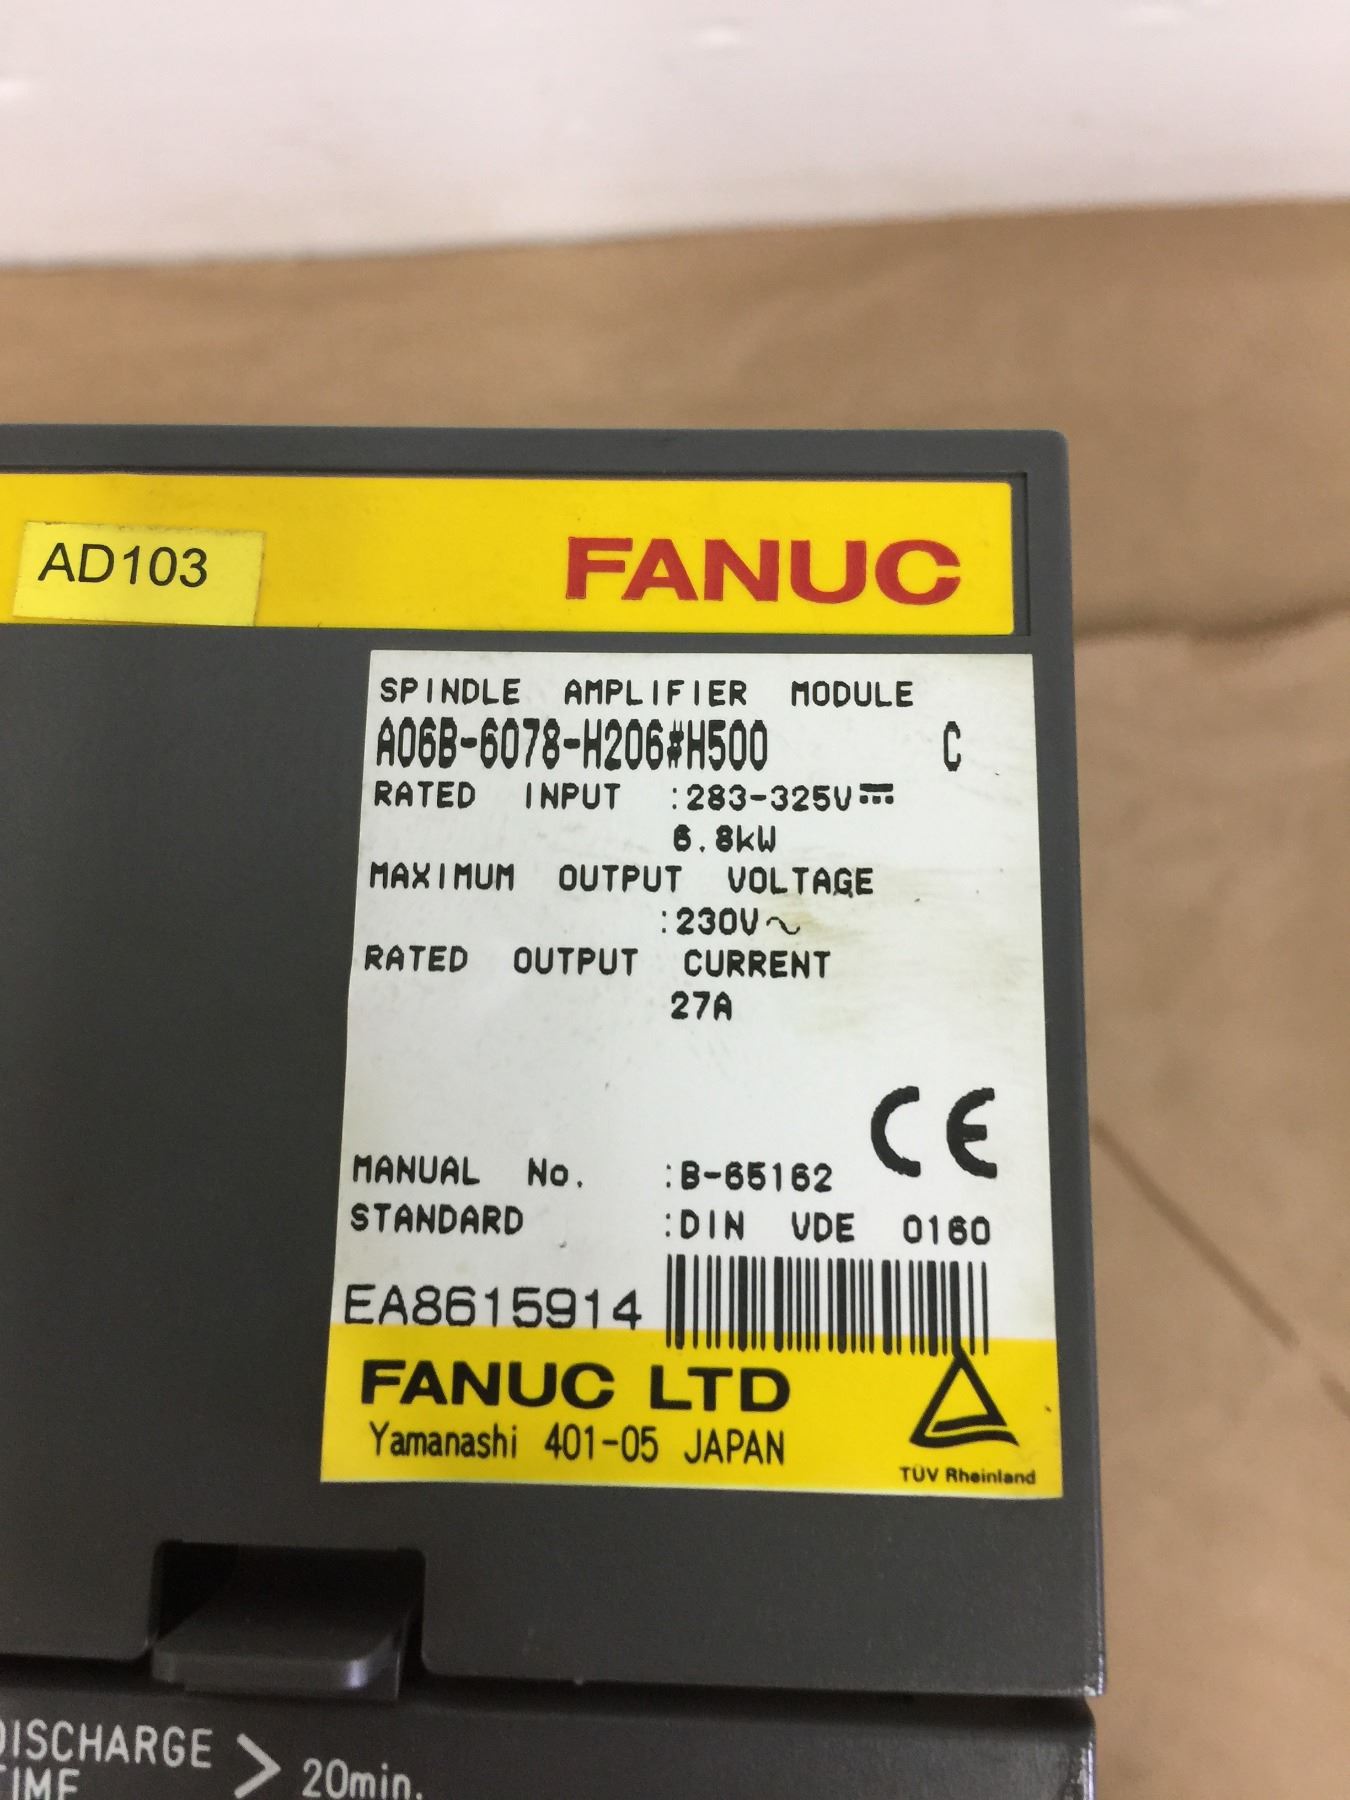 AD103
FANUC
SPINDLE AMPLIFIER MODULE
A06B-6078-H206#H500 C
RATED INPUT :283-325V⎓
6.8kW
MAXIMUM OUTPUT VOLTAGE
:230V~
RATED OUTPUT CURRENT
27A
CE
MANUAL No. :B-65162
STANDARD :DIN VDE 0160
EA8615914
FANUC LTD
Yamanashi 401-05 JAPAN
TÜV Rheinland
DISCHARGE
TIME > 20min.